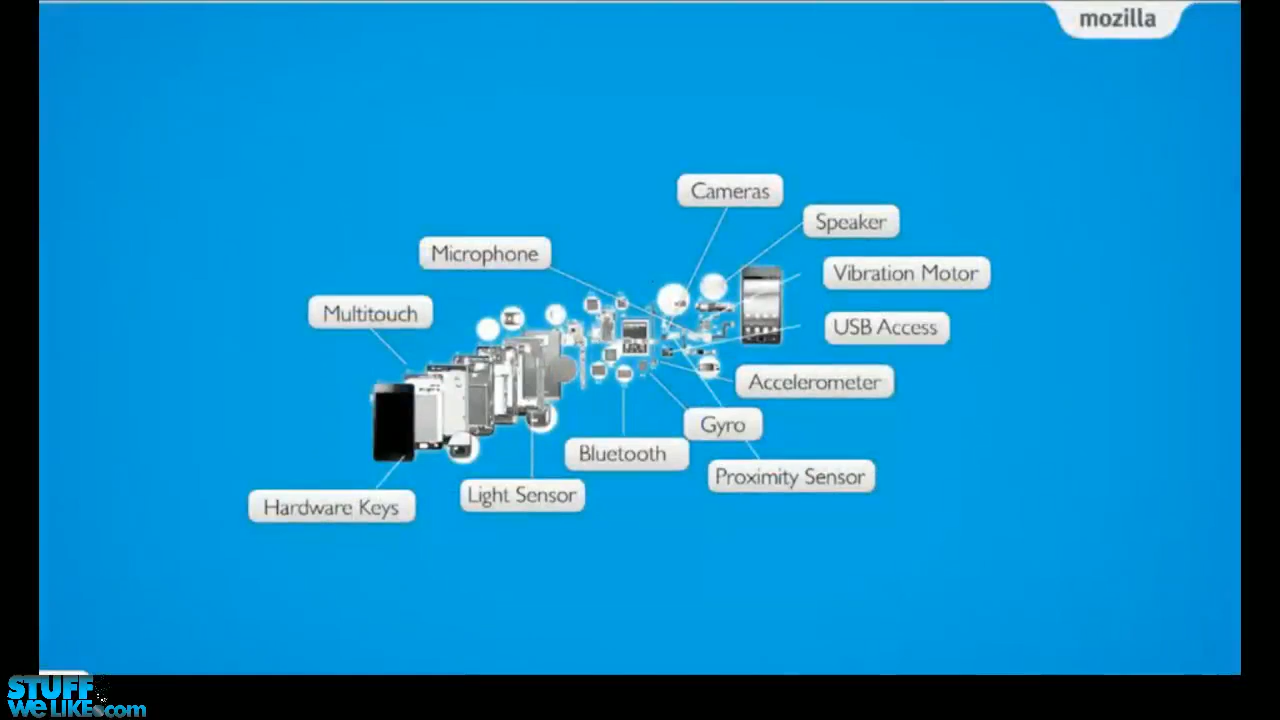 mozilla
Cameras
Speaker
Microphone
Vibration Motor
Multitouch
USB Access
Accelerometer
Gyro
Bluetooth
Proximity Sensor
Light Sensor
Hardware Keys
STUFF
WE LIKE.com